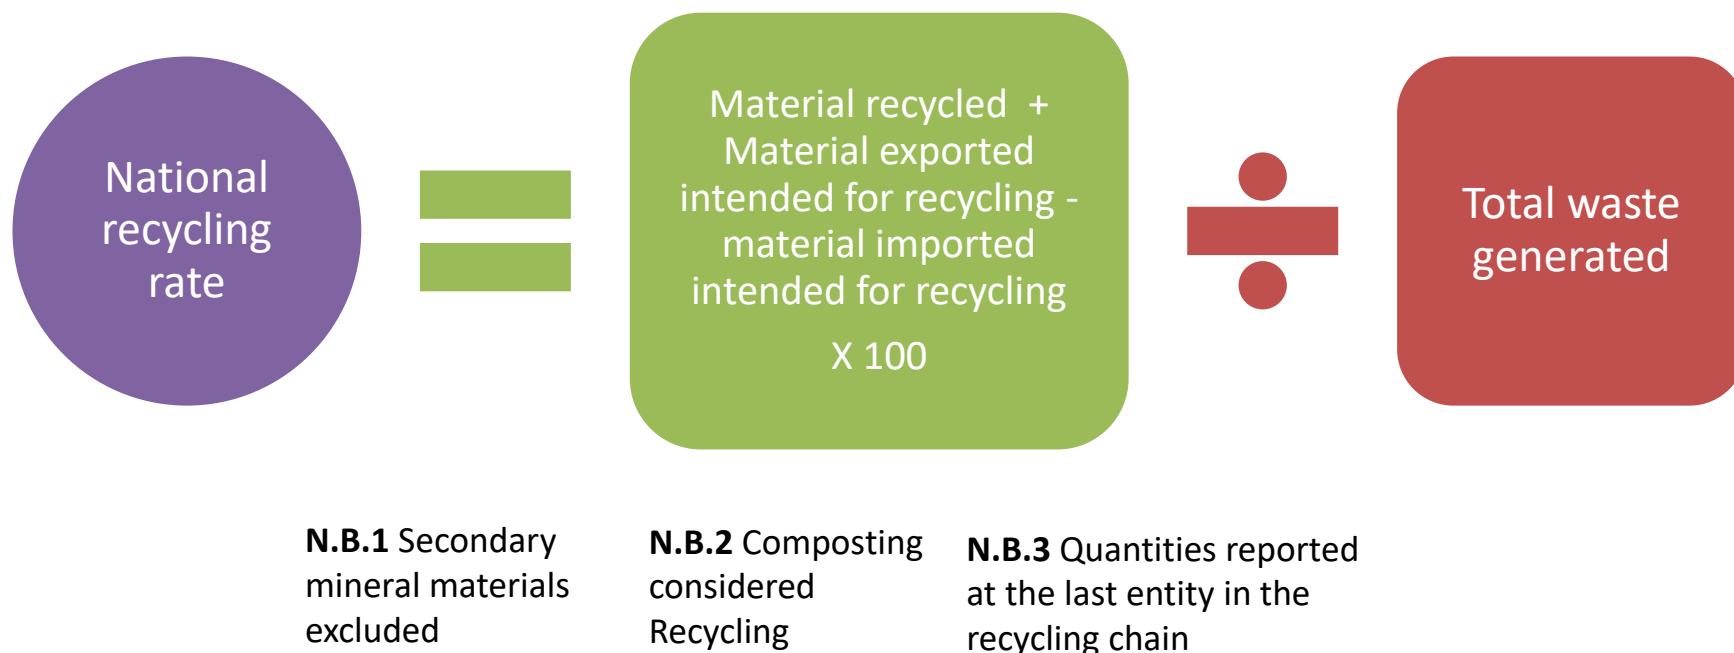 National
recycling
rate
Material recycled +
Material exported
intended for recycling -
material imported
intended for recycling
X 100
Total waste
generated
N.B.1 Secondary
mineral materials
excluded
N.B.2 Composting
considered
Recycling
N.B.3 Quantities reported
at the last entity in the
recycling chain